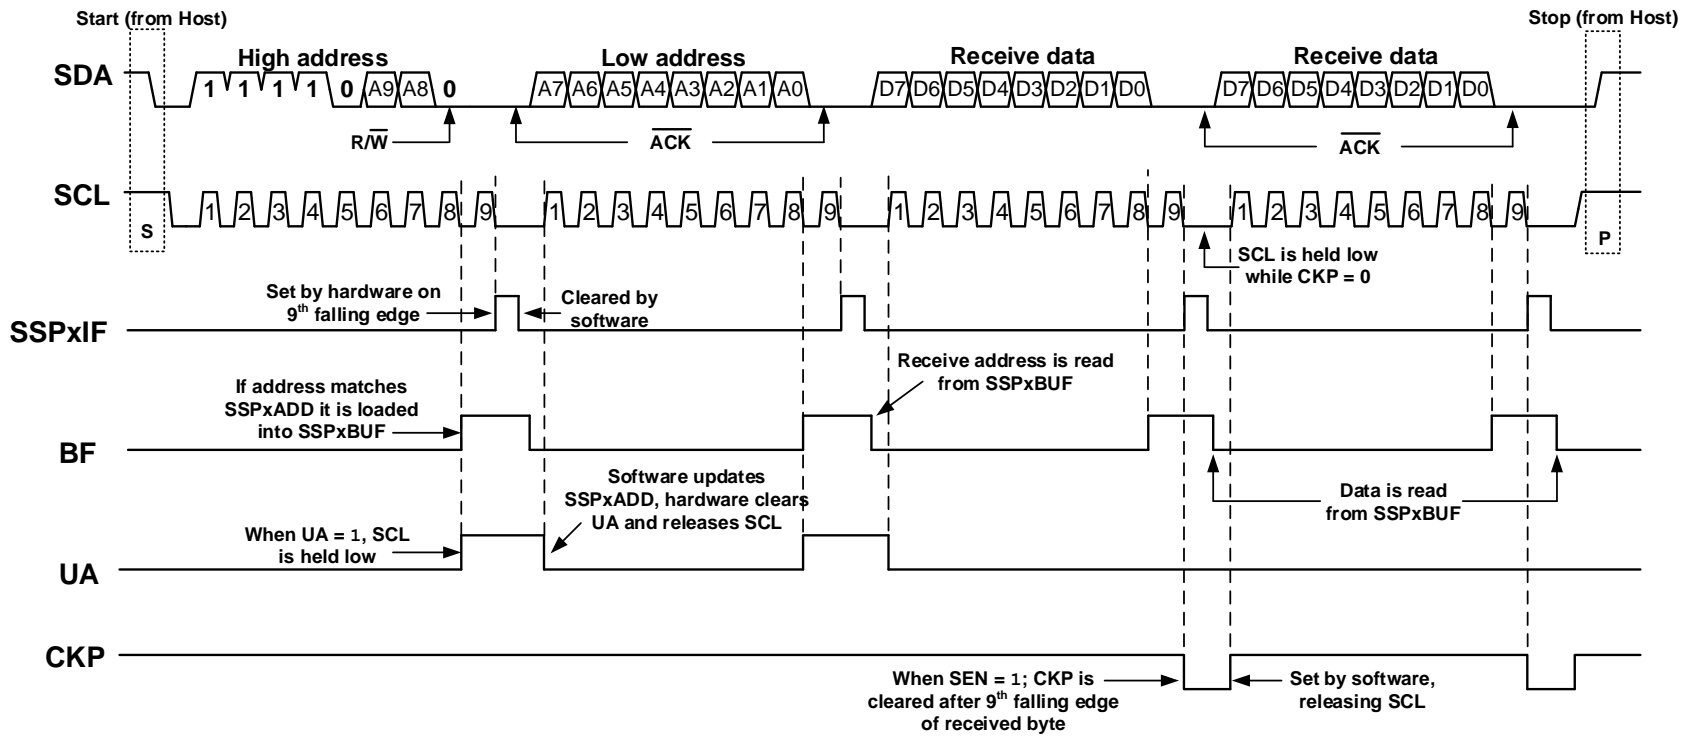 Start (from Host)
Stop (from Host)
High address
Low address
Receive data
Receive data
SDA
1 1 1 1 0 A9 A8 0
A7 A6 A5 A4 A3 A2 A1 A0
D7 D6 D5 D4 D3 D2 D1 D0
D7 D6 D5 D4 D3 D2 D1 D0
R/W̅
A̅C̅K̅
A̅C̅K̅
SCL
1 2 3 4 5 6 7 8 9
1 2 3 4 5 6 7 8 9
1 2 3 4 5 6 7 8 9
1 2 3 4 5 6 7 8 9
S
P
SCL is held low
while CKP = 0
Set by hardware on
9th falling edge
Cleared by
software
SSPxIF
If address matches
SSPxADD it is loaded
into SSPxBUF
Receive address is read
from SSPxBUF
BF
Software updates
SSPxADD, hardware clears
UA and releases SCL
Data is read
from SSPxBUF
When UA = 1, SCL
is held low
UA
CKP
When SEN = 1; CKP is
cleared after 9th falling edge
of received byte
Set by software,
releasing SCL